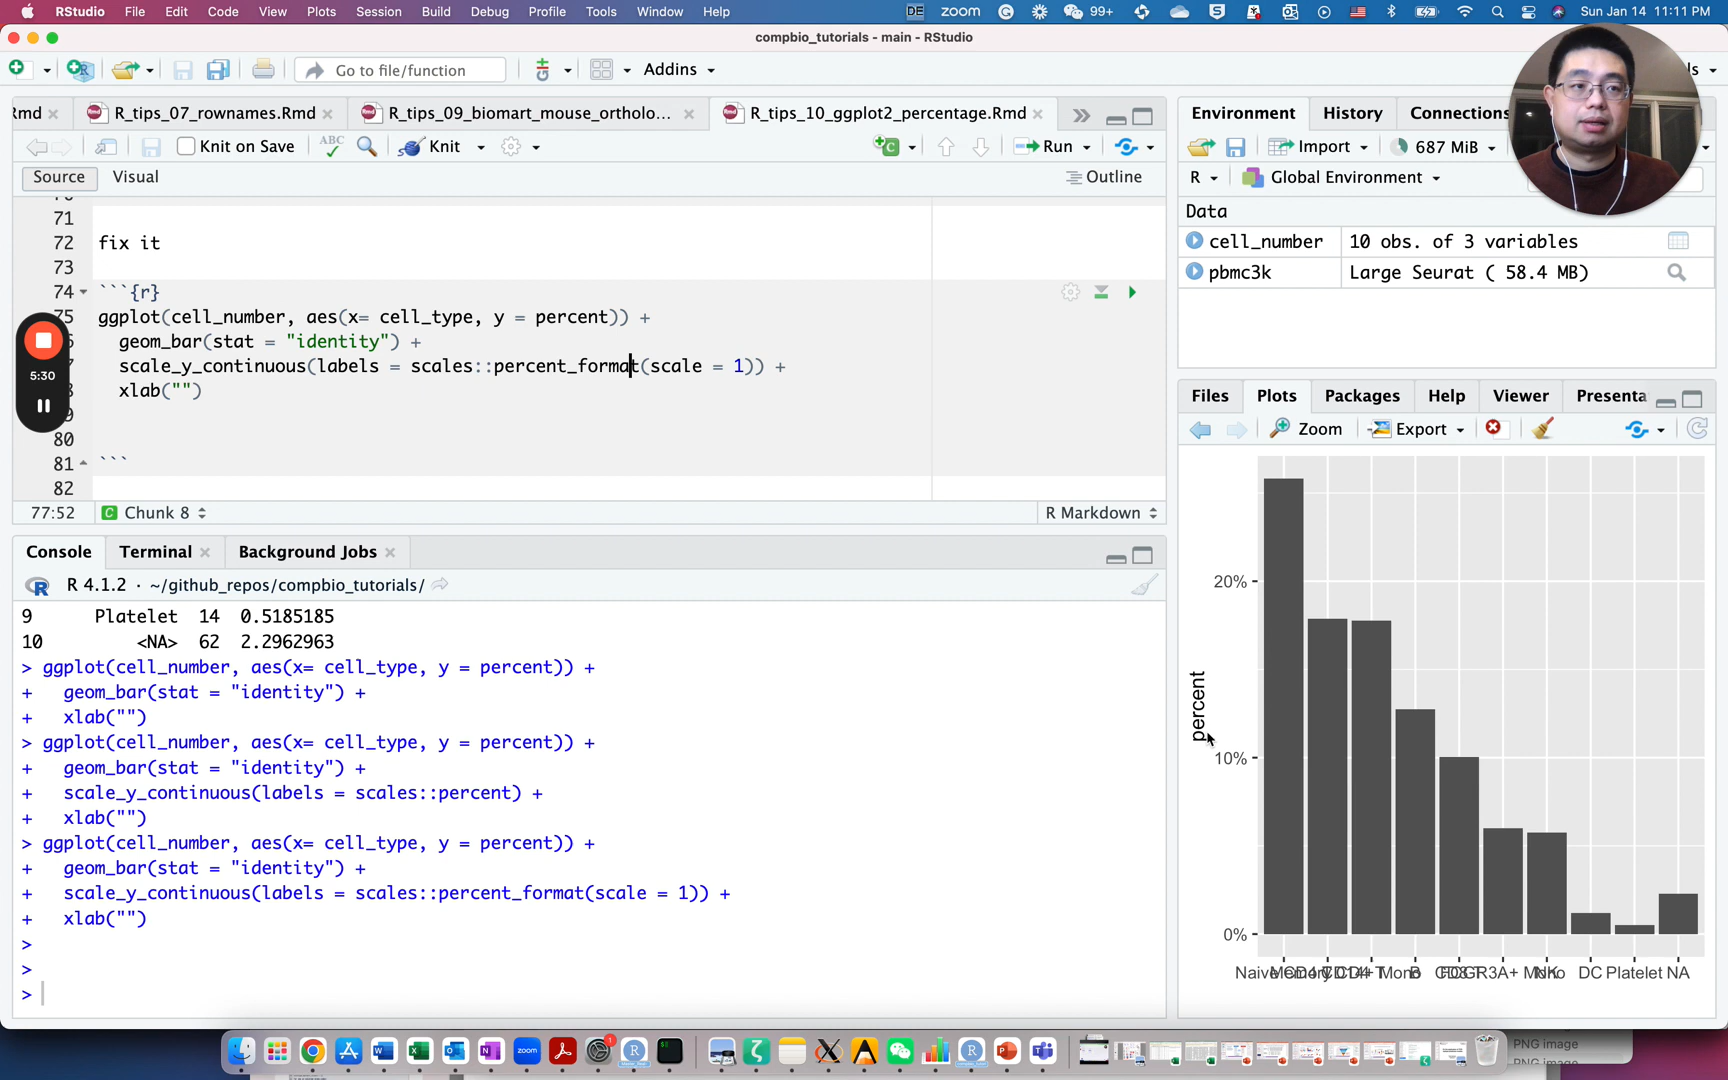 RStudio File Edit Code View Plots Session Build Debug Profile Tools Window Help
DE zoom 99+ Sun Jan 14 11:11 PM
compbio_tutorials - main - RStudio
Go to file/function
Addins
Rmd
R_tips_07_rownames.Rmd
R_tips_09_biomart_mouse_ortholo...
R_tips_10_ggplot2_percentage.Rmd
Knit on Save
ABC
Knit
Run
Source
Visual
Outline
71
72 fix it
73
74 ```{r}
75 ggplot(cell_number, aes(x= cell_type, y = percent)) +
geom_bar(stat = "identity") +
scale_y_continuous(labels = scales::percent_format(scale = 1)) +
xlab("")
80
81 ```
82
5:30
77:52
Chunk 8
R Markdown
Console
Terminal
Background Jobs
R 4.1.2 · ~/github_repos/compbio_tutorials/
9 Platelet 14 0.5185185
10 <NA> 62 2.2962963
> ggplot(cell_number, aes(x= cell_type, y = percent)) +
+ geom_bar(stat = "identity") +
+ xlab("")
> ggplot(cell_number, aes(x= cell_type, y = percent)) +
+ geom_bar(stat = "identity") +
+ scale_y_continuous(labels = scales::percent) +
+ xlab("")
> ggplot(cell_number, aes(x= cell_type, y = percent)) +
+ geom_bar(stat = "identity") +
+ scale_y_continuous(labels = scales::percent_format(scale = 1)) +
+ xlab("")
>
>
>
Environment
History
Connections
Import
687 MiB
R
Global Environment
Data
cell_number 10 obs. of 3 variables
pbmc3k Large Seurat ( 58.4 MB)
Files
Plots
Packages
Help
Viewer
Presenta
Zoom
Export
percent
20%
10%
0%
DC Platelet NA
zoom
PNG image